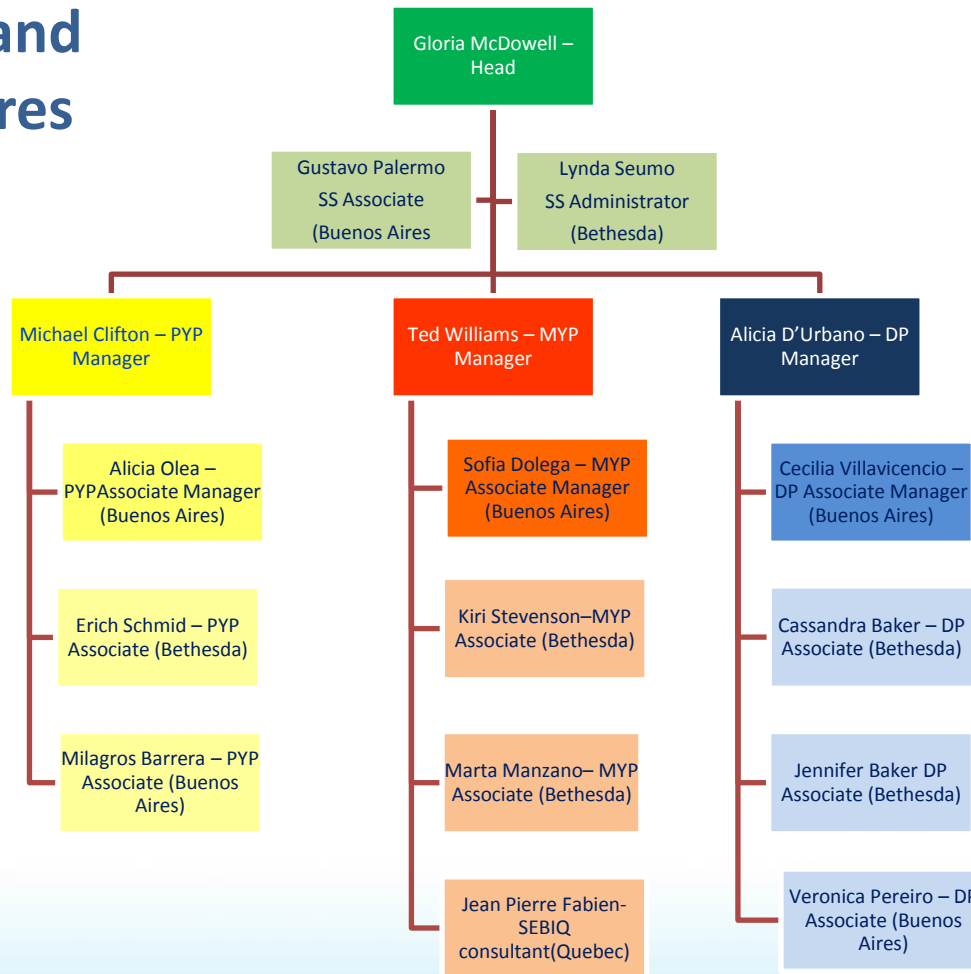 and
res
Gloria McDowell –
Head
Gustavo Palermo
SS Associate
(Buenos Aires
Lynda Seumo
SS Administrator
(Bethesda)
Michael Clifton – PYP
Manager
Ted Williams – MYP
Manager
Alicia D’Urbano – DP
Manager
Alicia Olea –
PYPAssociate Manager
(Buenos Aires)
Sofia Dolega – MYP
Associate Manager
(Buenos Aires)
Cecilia Villavicencio –
DP Associate Manager
(Buenos Aires)
Erich Schmid – PYP
Associate (Bethesda)
Kiri Stevenson–MYP
Associate (Bethesda)
Cassandra Baker – DP
Associate (Bethesda)
Milagros Barrera – PYP
Associate (Buenos
Aires)
Marta Manzano– MYP
Associate (Bethesda)
Jennifer Baker DP
Associate (Bethesda)
Jean Pierre Fabien-
SEBIQ
consultant(Quebec)
Veronica Pereiro – DP
Associate (Buenos
Aires)